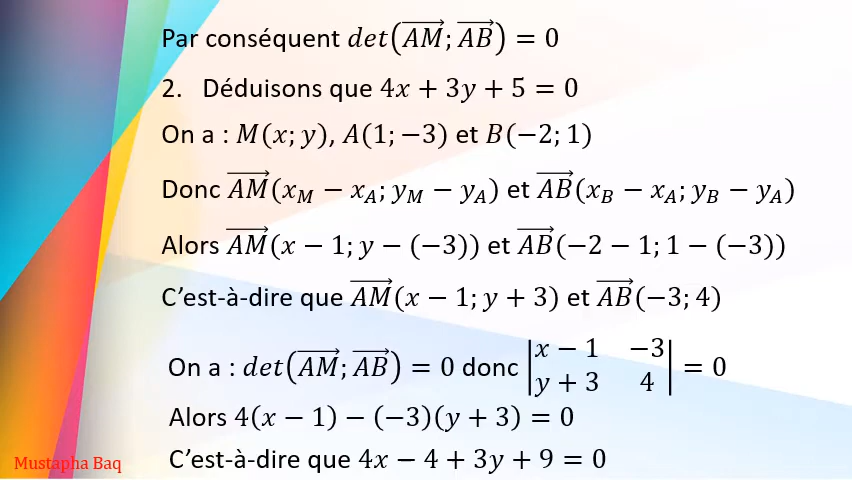 Par conséquent det(AM⃗; AB⃗) = 0
2. Déduisons que 4x + 3y + 5 = 0
On a : M(x; y), A(1; −3) et B(−2; 1)
Donc AM⃗(x_M − x_A; y_M − y_A) et AB⃗(x_B − x_A; y_B − y_A)
Alors AM⃗(x − 1; y − (−3)) et AB⃗(−2 − 1; 1 − (−3))
C’est-à-dire que AM⃗(x − 1; y + 3) et AB⃗(−3; 4)
On a : det(AM⃗; AB⃗) = 0 donc |x − 1 −3; y + 3 4| = 0
Alors 4(x − 1) − (−3)(y + 3) = 0
C’est-à-dire que 4x − 4 + 3y + 9 = 0
Mustapha Baq